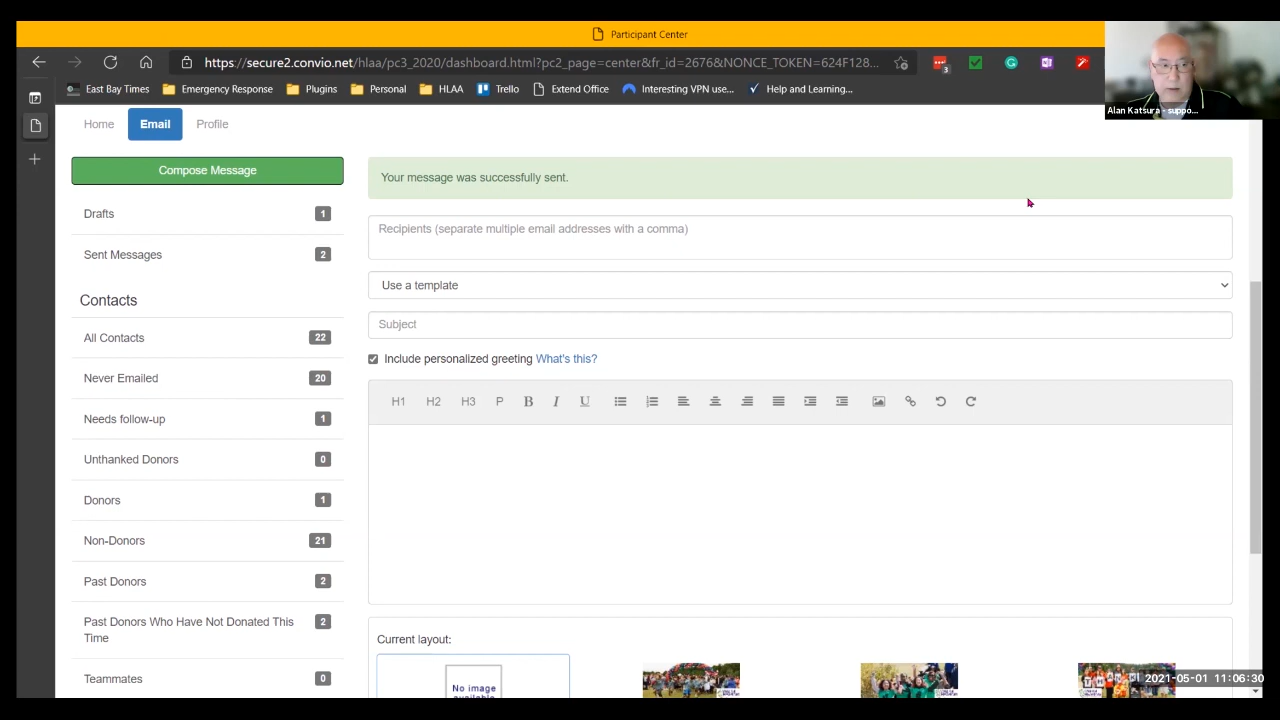 Participant Center
https://secure2.convio.net/hlaa/pc3_2020/dashboard.html?pc2_page=center&fr_id=2676&NONCE_TOKEN=624F128...
3
East Bay Times
Emergency Response
Plugins
Personal
HLAA
Trello
Extend Office
Interesting VPN use...
Help and Learning...
Alan Katsura - suppo...
Home
Email
Profile
Compose Message
Drafts 1
Sent Messages 2
Contacts
All Contacts 22
Never Emailed 20
Needs follow-up 1
Unthanked Donors 0
Donors 1
Non-Donors 21
Past Donors 2
Past Donors Who Have Not Donated This 2
Time
Teammates 0
Your message was successfully sent.
Recipients (separate multiple email addresses with a comma)
Use a template
Subject
Include personalized greeting What's this?
H1 H2 H3 P B I U
Current layout:
No image
available
2021-05-01 11:06:30